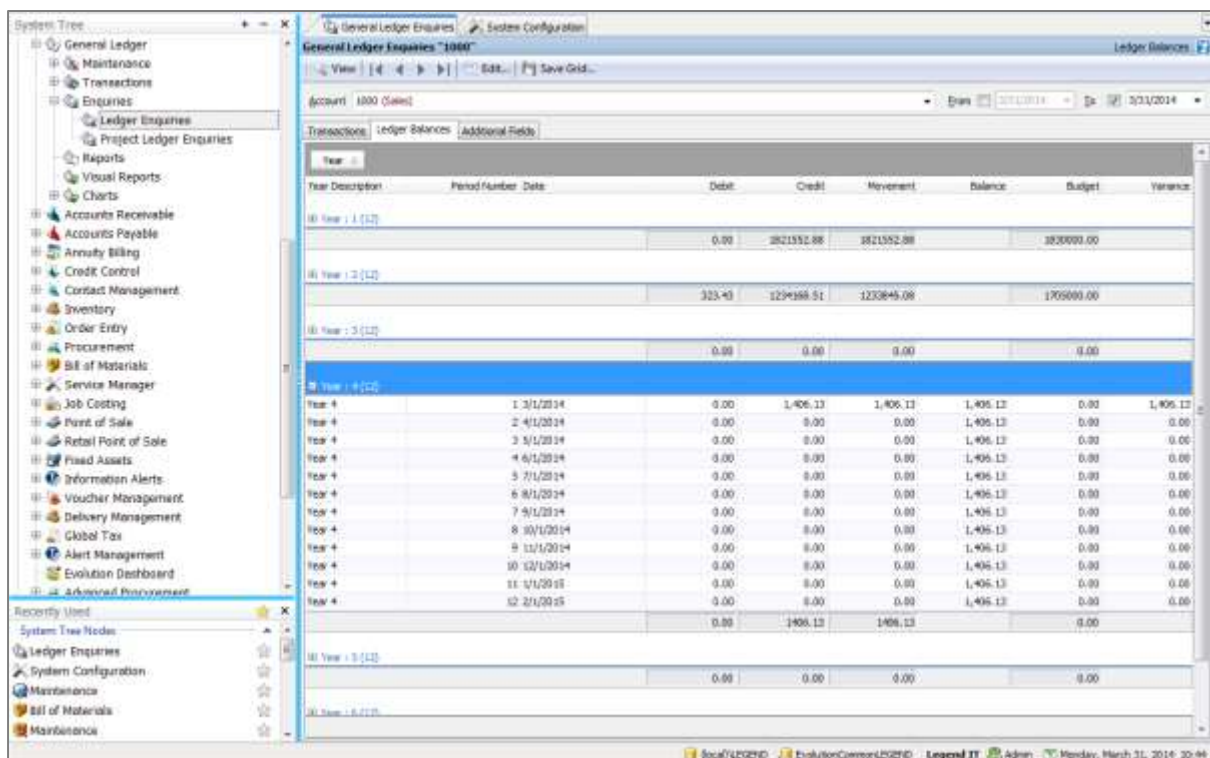 System Tree
General Ledger
Maintenance
Transactions
Enquiries
Ledger Enquiries
Project Ledger Enquiries
Reports
Visual Reports
Charts
Accounts Receivable
Accounts Payable
Annuity Billing
Credit Control
Contact Management
Inventory
Order Entry
Procurement
Bill of Materials
Service Manager
Job Costing
Point of Sale
Retail Point of Sale
Fixed Assets
Information Alerts
Voucher Management
Delivery Management
Global Tax
Alert Management
Evolution Dashboard
Advanced Procurement
Recently Used
System Tree Nodes
Ledger Enquiries
System Configuration
Maintenance
Bill of Materials
Maintenance
General Ledger Enquiries System Configuration
General Ledger Enquiries "1000" Ledger Balances
View Edit... Save Grid...
Account 1000 (Sales) From To 3/31/2014
Transactions Ledger Balances Additional Fields
Year
Year Description Period Number Date Debit Credit Movement Balance Budget Variance
Year : 1 (12)
0.00 1821552.88 1821552.88 1830000.00
Year : 2 (12)
323.43 1234168.51 1233845.08 1705000.00
Year : 3 (12)
0.00 0.00 0.00 0.00
Year : 4 (12)
Year 4 1 3/1/2014 0.00 1,406.13 1,406.13 1,406.13 0.00 1,406.13
Year 4 2 4/1/2014 0.00 0.00 0.00 1,406.13 0.00 0.00
Year 4 3 5/1/2014 0.00 0.00 0.00 1,406.13 0.00 0.00
Year 4 4 6/1/2014 0.00 0.00 0.00 1,406.13 0.00 0.00
Year 4 5 7/1/2014 0.00 0.00 0.00 1,406.13 0.00 0.00
Year 4 6 8/1/2014 0.00 0.00 0.00 1,406.13 0.00 0.00
Year 4 7 9/1/2014 0.00 0.00 0.00 1,406.13 0.00 0.00
Year 4 8 10/1/2014 0.00 0.00 0.00 1,406.13 0.00 0.00
Year 4 9 11/1/2014 0.00 0.00 0.00 1,406.13 0.00 0.00
Year 4 10 12/1/2014 0.00 0.00 0.00 1,406.13 0.00 0.00
Year 4 11 1/1/2015 0.00 0.00 0.00 1,406.13 0.00 0.00
Year 4 12 2/1/2015 0.00 0.00 0.00 1,406.13 0.00 0.00
0.00 1406.13 1406.13 0.00
Year : 5 (12)
0.00 0.00 0.00 0.00
Year : 6 (12)
(local)\LEGEND EvolutionCommonLEGEND Legend IT Admin Monday, March 31, 2014 10:44